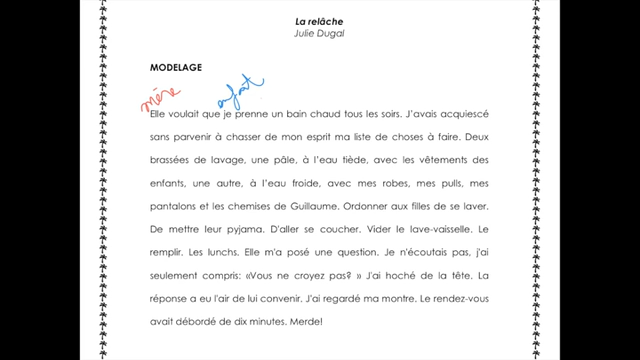 La relâche
Julie Dugal
MODELAGE
mère enfant
Elle voulait que je prenne un bain chaud tous les soirs. J'avais acquiescé
sans parvenir à chasser de mon esprit ma liste de choses à faire. Deux
brassées de lavage, une pâle, à l'eau tiède, avec les vêtements des
enfants, une autre, à l'eau froide, avec mes robes, mes pulls, mes
pantalons et les chemises de Guillaume. Ordonner aux filles de se laver.
De mettre leur pyjama. D'aller se coucher. Vider le lave-vaisselle. Le
remplir. Les lunchs. Elle m'a posé une question. Je n'écoutais pas, j'ai
seulement compris: «Vous ne croyez pas? » J'ai hoché de la tête. La
réponse a eu l'air de lui convenir. J'ai regardé ma montre. Le rendez-vous
avait débordé de dix minutes. Merde!